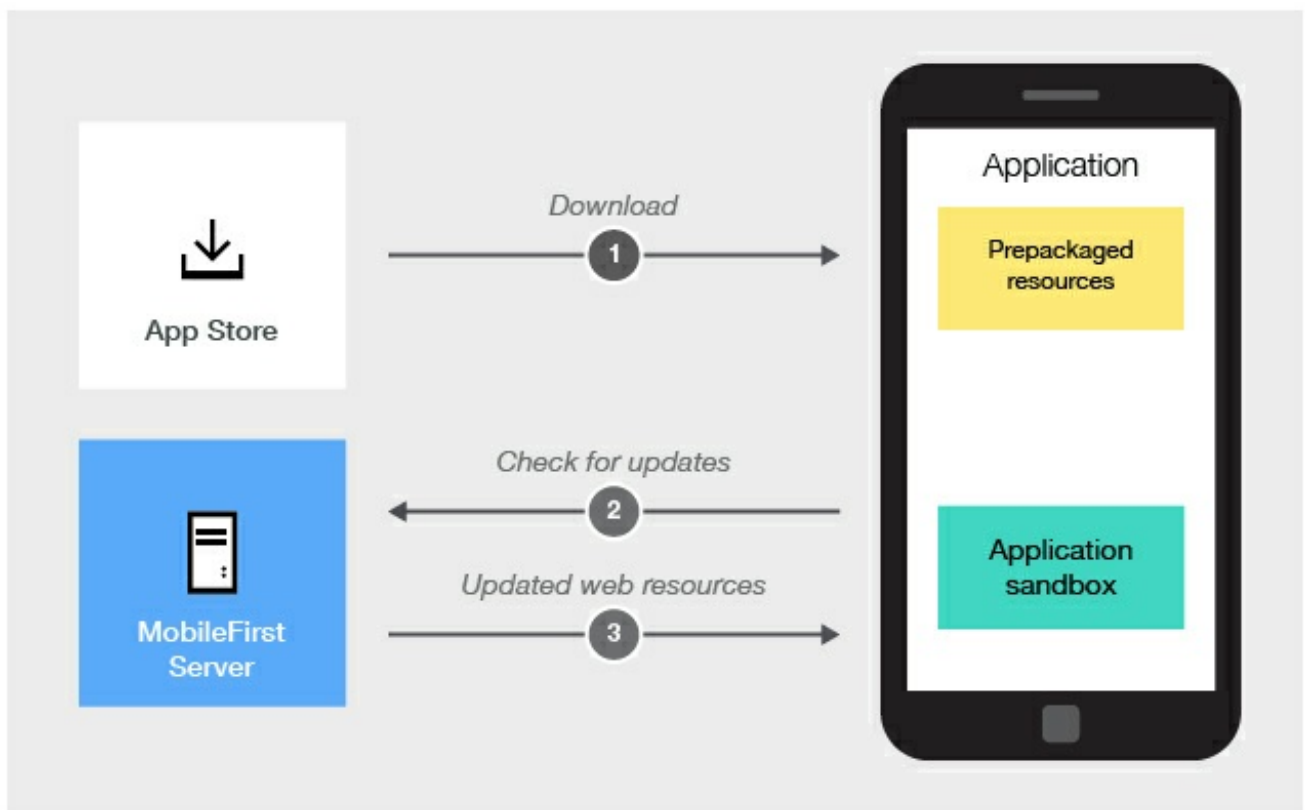 App Store
Download
1
Application
Prepackaged
resources
MobileFirst
Server
Check for updates
2
Updated web resources
3
Application
sandbox